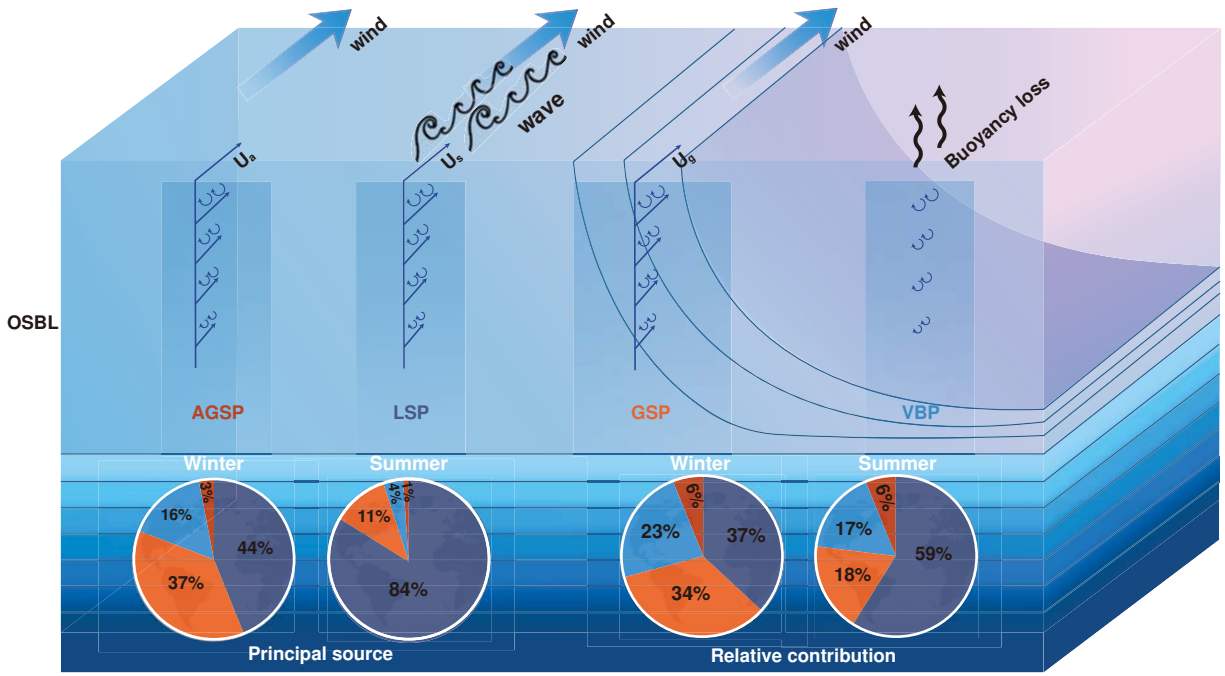 wind
wind
wind
wave
Buoyancy loss
Uₐ
Uₛ
U_g
OSBL
AGSP
LSP
GSP
VBP
Winter
Summer
Winter
Summer
3%
16%
44%
37%
1%
4%
11%
84%
6%
23%
37%
34%
6%
17%
59%
18%
Principal source
Relative contribution